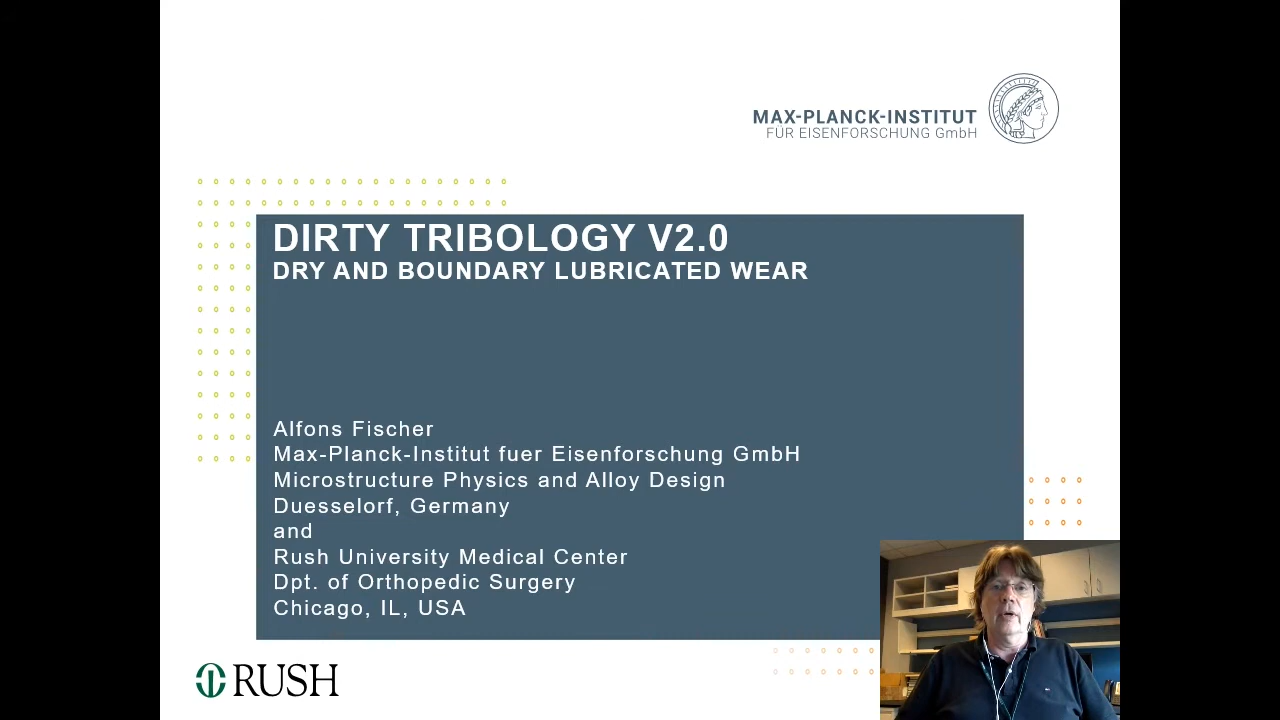 MAX-PLANCK-INSTITUT
FÜR EISENFORSCHUNG GmbH
DIRTY TRIBOLOGY V2.0
DRY AND BOUNDARY LUBRICATED WEAR
Alfons Fischer
Max-Planck-Institut fuer Eisenforschung GmbH
Microstructure Physics and Alloy Design
Duesselorf, Germany
and
Rush University Medical Center
Dpt. of Orthopedic Surgery
Chicago, IL, USA
RUSH